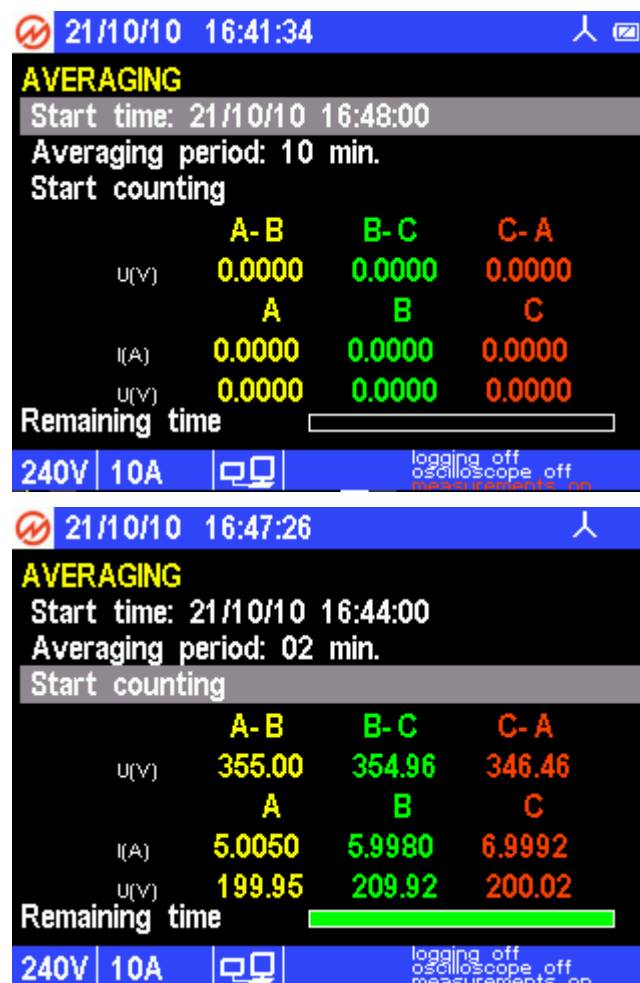 21/10/10 16:41:34
AVERAGING
Start time: 21/10/10 16:48:00
Averaging period: 10 min.
Start counting
A-B B-C C-A
U(V) 0.0000 0.0000 0.0000
A B C
I(A) 0.0000 0.0000 0.0000
U(V) 0.0000 0.0000 0.0000
Remaining time
logging off
240V 10A oscilloscope off
measurements on
21/10/10 16:47:26
AVERAGING
Start time: 21/10/10 16:44:00
Averaging period: 02 min.
Start counting
A-B B-C C-A
U(V) 355.00 354.96 346.46
A B C
I(A) 5.0050 5.9980 6.9992
U(V) 199.95 209.92 200.02
Remaining time
logging off
240V 10A oscilloscope off
measurements on